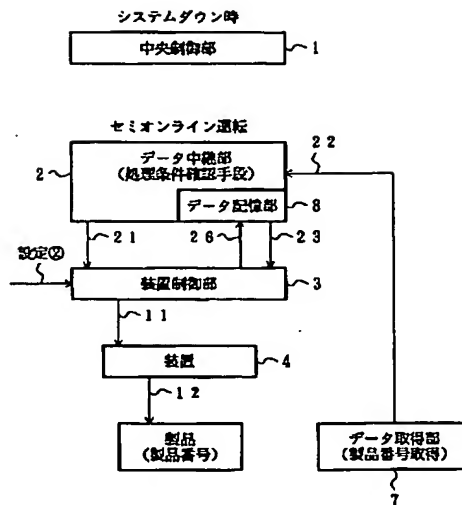 システムダウン時
中央制御部
1
セミオンライン運転
データ中継部
(処理条件確認手段)
2
22
データ記憶部
8
21
26
23
設定②
装置制御部
3
11
装置
4
12
製品
(製品番号)
データ取得部
(製品番号取得)
7